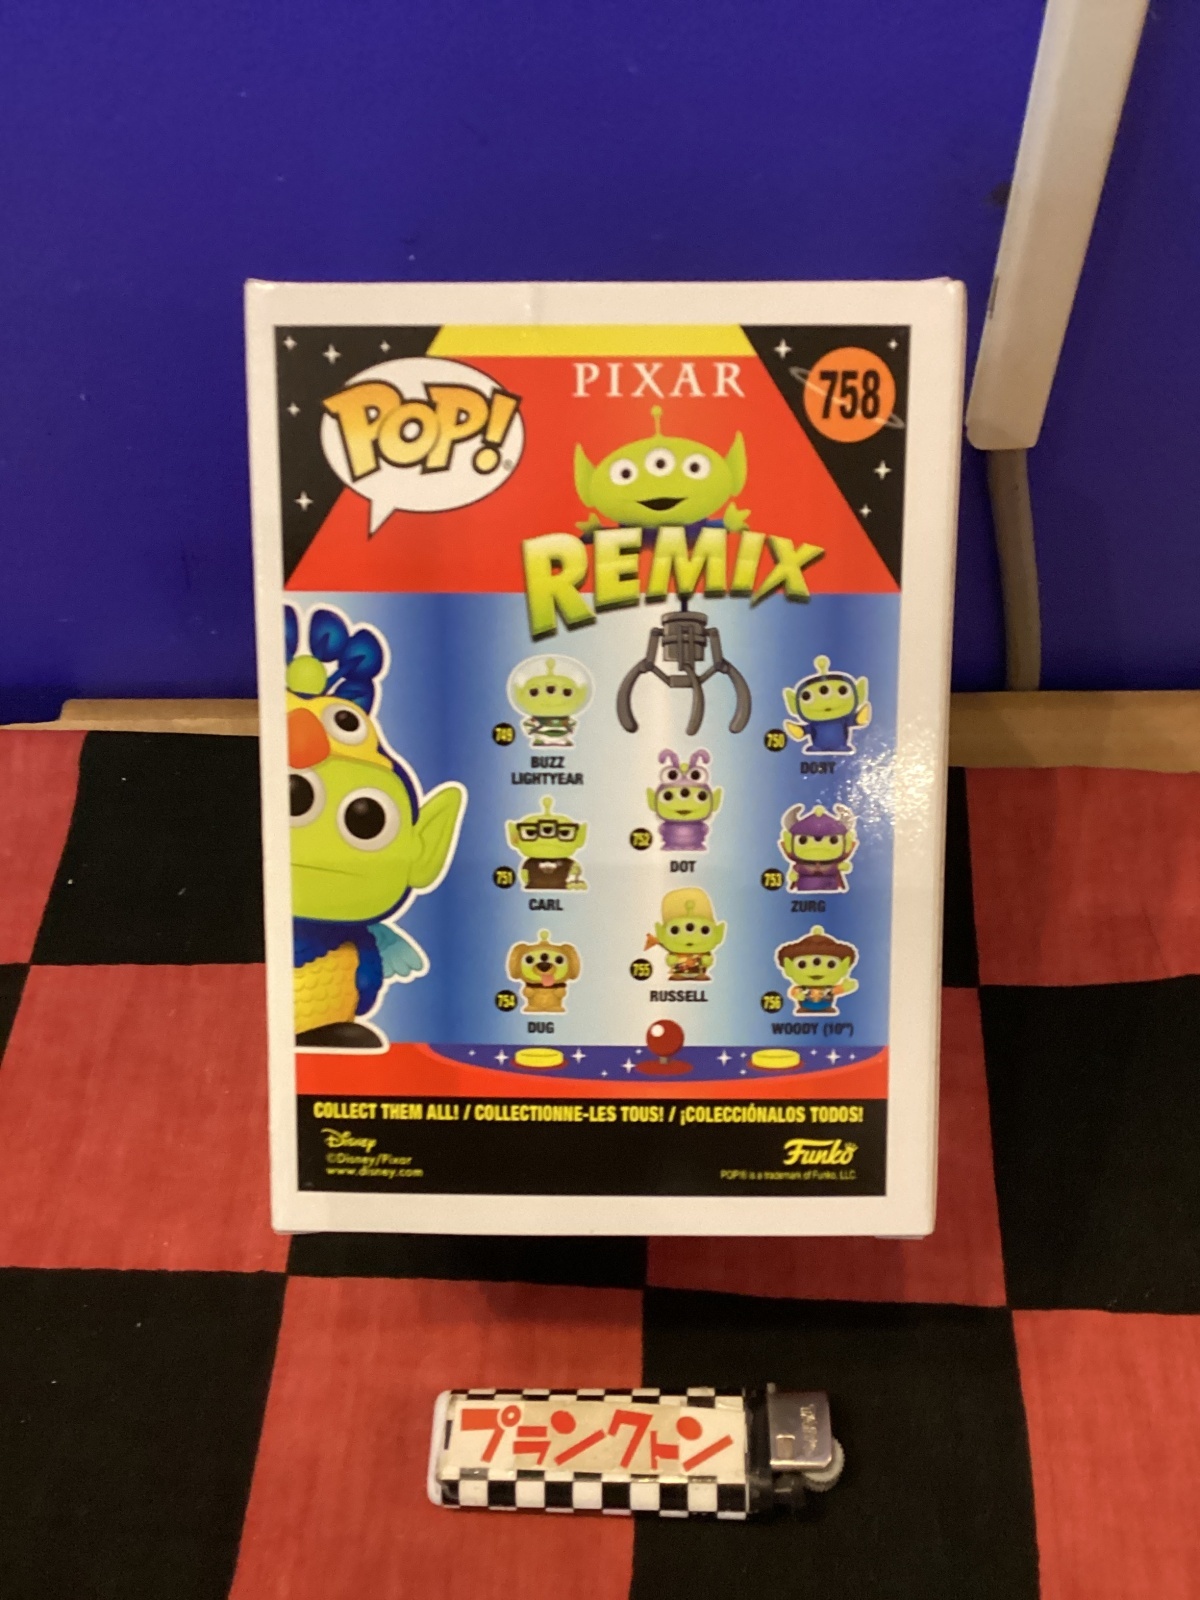 POP!
PIXAR
758
REMIX
749
BUZZ
LIGHTYEAR
750
DORY
752
DOT
751
CARL
753
ZURG
755
RUSSELL
754
DUG
756
WOODY (10")
COLLECT THEM ALL! / COLLECTIONNE-LES TOUS! / ¡COLECCIÓNALOS TODOS!
Disney
©Disney/Pixar
www.disney.com
Funko
POP!® is a trademark of Funko, LLC.
プランクトン